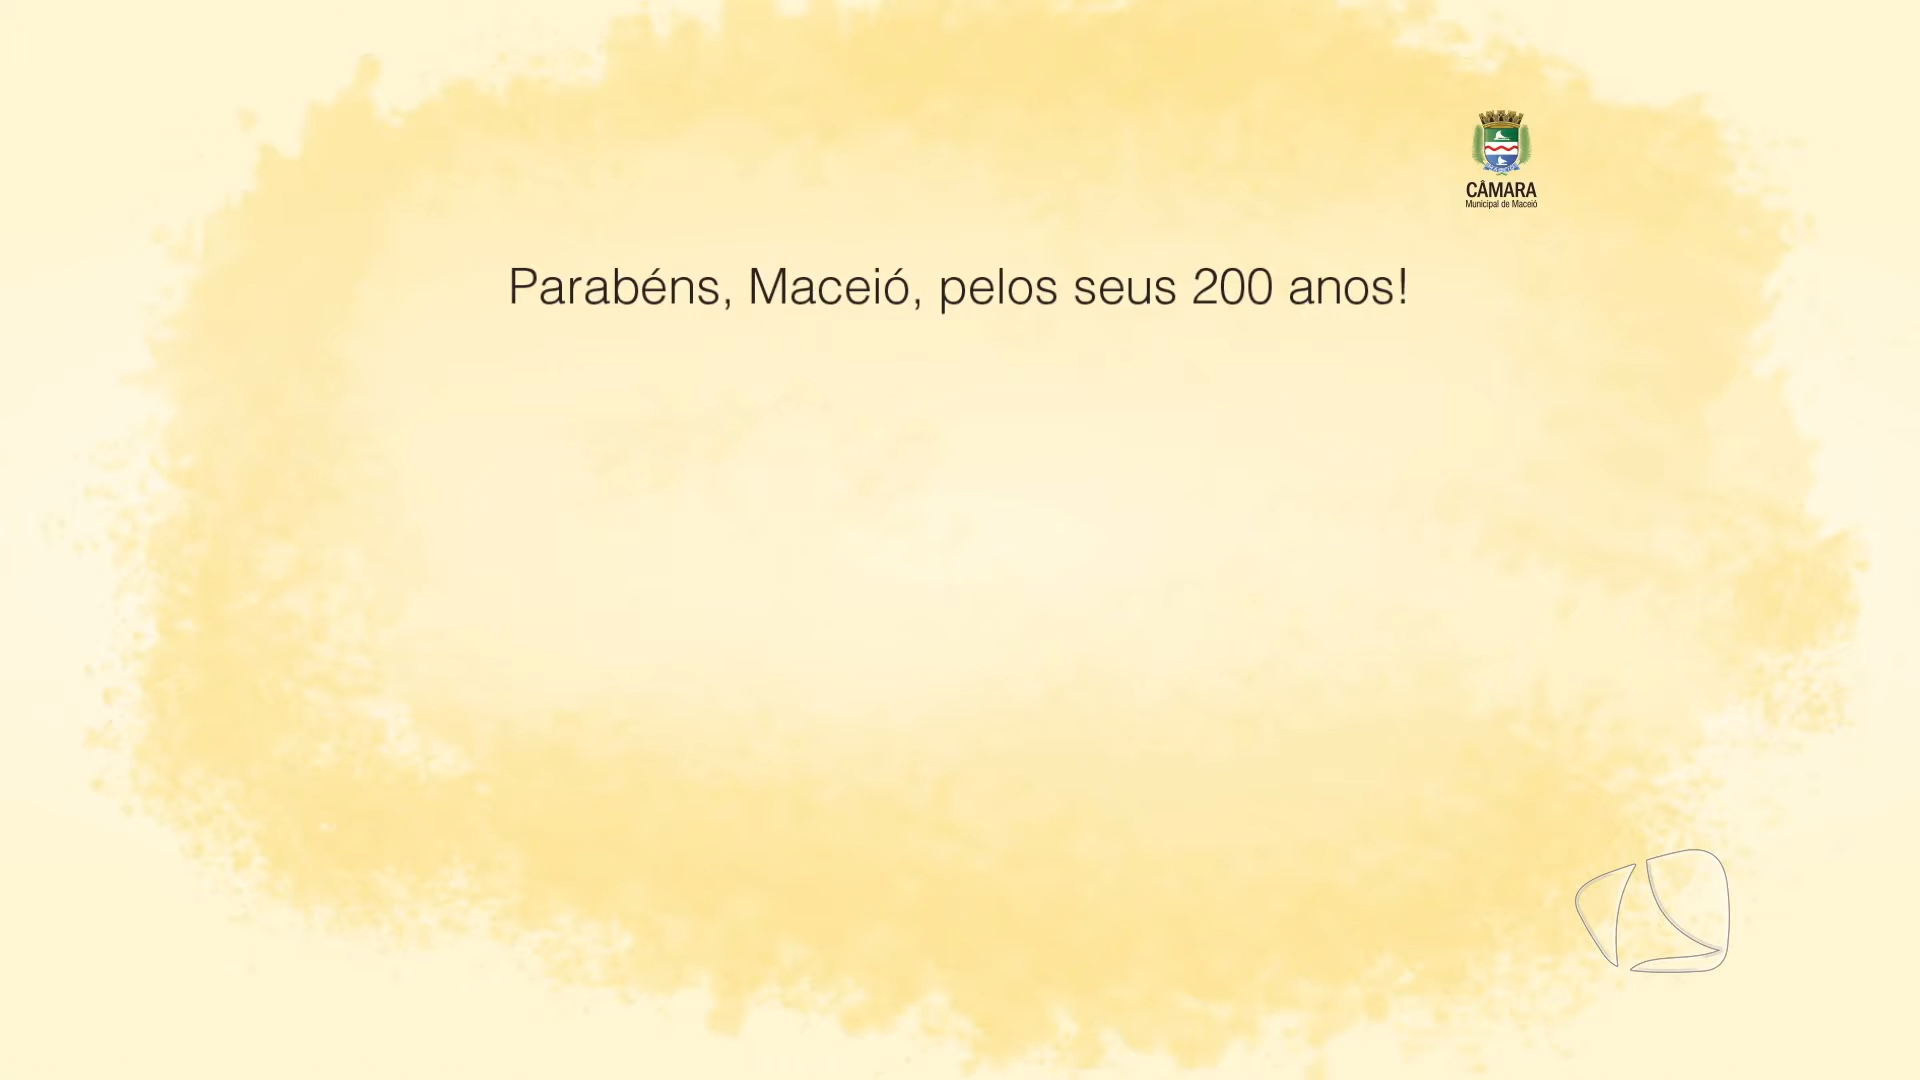 CÂMARA
Municipal de Maceió
Parabéns, Maceió, pelos seus 200 anos!